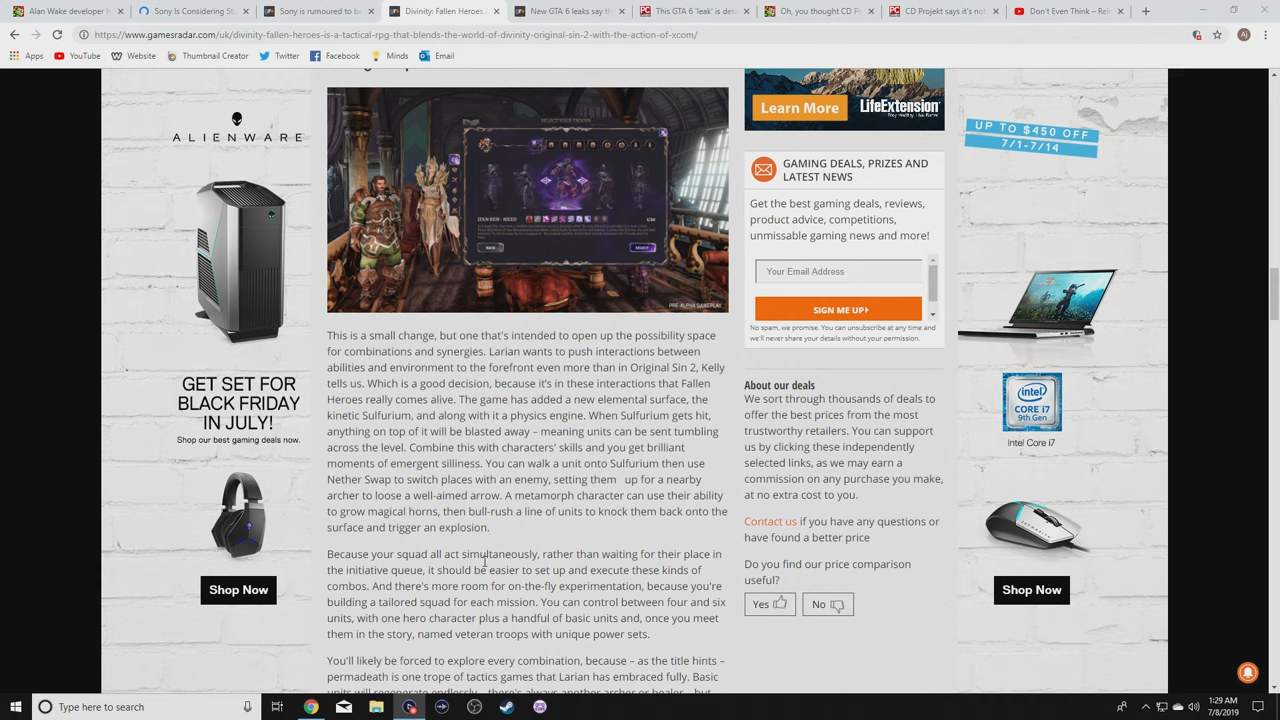 Alan Wake developer h
Sony Is Considering Stu
Sony is rumoured to be
Divinity: Fallen Heroes
New GTA 6 leaks say th
This GTA 6 'leak' is det
Oh, you thought CD Pr
CD Projekt says it's not
Don't Even Think – Rele
https://www.gamesradar.com/uk/divinity-fallen-heroes-is-a-tactical-rpg-that-blends-the-world-of-divinity-original-sin-2-with-the-action-of-xcom/
Apps YouTube Website Thumbnail Creator Twitter Facebook Minds Email
ALIENWARE
GET SET FOR
BLACK FRIDAY
IN JULY!
Shop our best gaming deals now.
Shop Now
SELECT YOUR TROOPS
BACK
SELECT
PRE-ALPHA GAMEPLAY
This is a small change, but one that's intended to open up the possibility space
for combinations and synergies. Larian wants to push interactions between
abilities and environment to the forefront even more than in Original Sin 2, Kelly
tells us. Which is a good decision, because it's in these interactions that Fallen
Heroes really comes alive. The game has added a new elemental surface, the
kinetic Sulfurium, and along with it a physics engine. When Sulfurium gets hit,
anything on top of it will be blasted away – meaning units can be sent tumbling
across the level. Combine this with characters' skills and you get brilliant
moments of emergent silliness. You can walk a unit onto Sulfurium then use
Nether Swap to switch places with an enemy, setting them up for a nearby
archer to loose a well-aimed arrow. A metamorph character can use their ability
to grow magical horns, then bull-rush a line of units to knock them back onto the
surface and trigger an explosion.
Because your squad all act simultaneously, rather than waiting for their place in
the initiative queue, it should be easier to set up and execute these kinds of
combos. And there's more room for on-the-fly experimentation, because you're
building a tailored squad for each mission. You can control between four and six
units, with one hero character plus a handful of basic units and, once you meet
them in the story, named veteran troops with unique power sets.
You'll likely be forced to explore every combination, because – as the title hints –
permadeath is one trope of tactics games that Larian has embraced fully. Basic
units will regenerate endlessly – there's always another archer or healer – but
Learn More
LifeExtension
GAMING DEALS, PRIZES AND
LATEST NEWS
Get the best gaming deals, reviews,
product advice, competitions,
unmissable gaming news and more!
Your Email Address
SIGN ME UP
No spam, we promise. You can unsubscribe at any time and
we'll never share your details without your permission.
About our deals
We sort through thousands of deals to
offer the best prices from the most
trustworthy retailers. You can support
us by clicking these independently
selected links, as we may earn a
commission on any purchase you make,
at no extra cost to you.
Contact us if you have any questions or
have found a better price
Do you find our price comparison
useful?
Yes
No
UP TO $450 OFF
7/1-7/14
intel
CORE i7
9th Gen
Intel Core i7
Shop Now
Type here to search
1:29 AM
7/8/2019